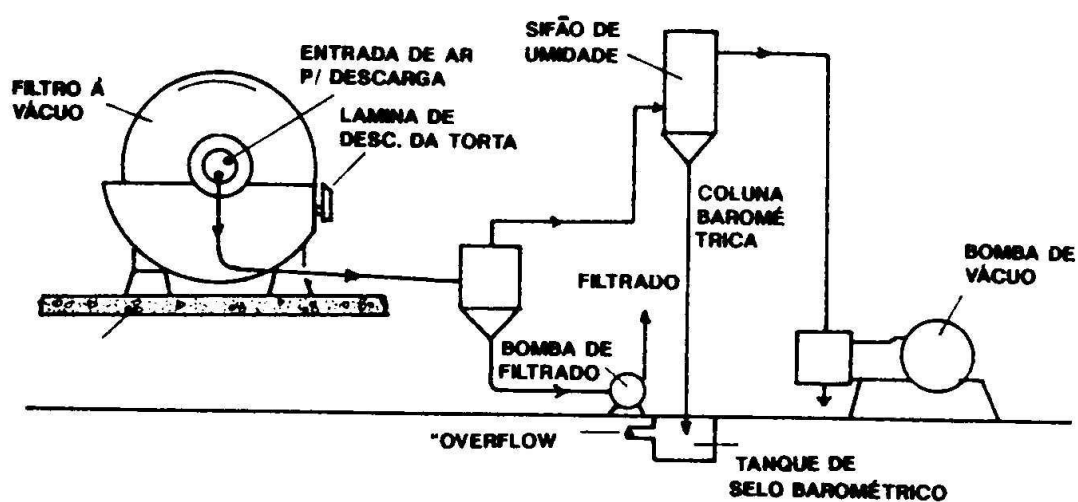 SIFÃO DE
UMIDADE
ENTRADA DE AR
P/ DESCARGA
FILTRO Á
VÁCUO
LAMINA DE
DESC. DA TORTA
COLUNA
BAROMÉ
TRICA
BOMBA DE
VÁCUO
FILTRADO
BOMBA DE
FILTRADO
"OVERFLOW
TANQUE DE
SELO BAROMÉTRICO